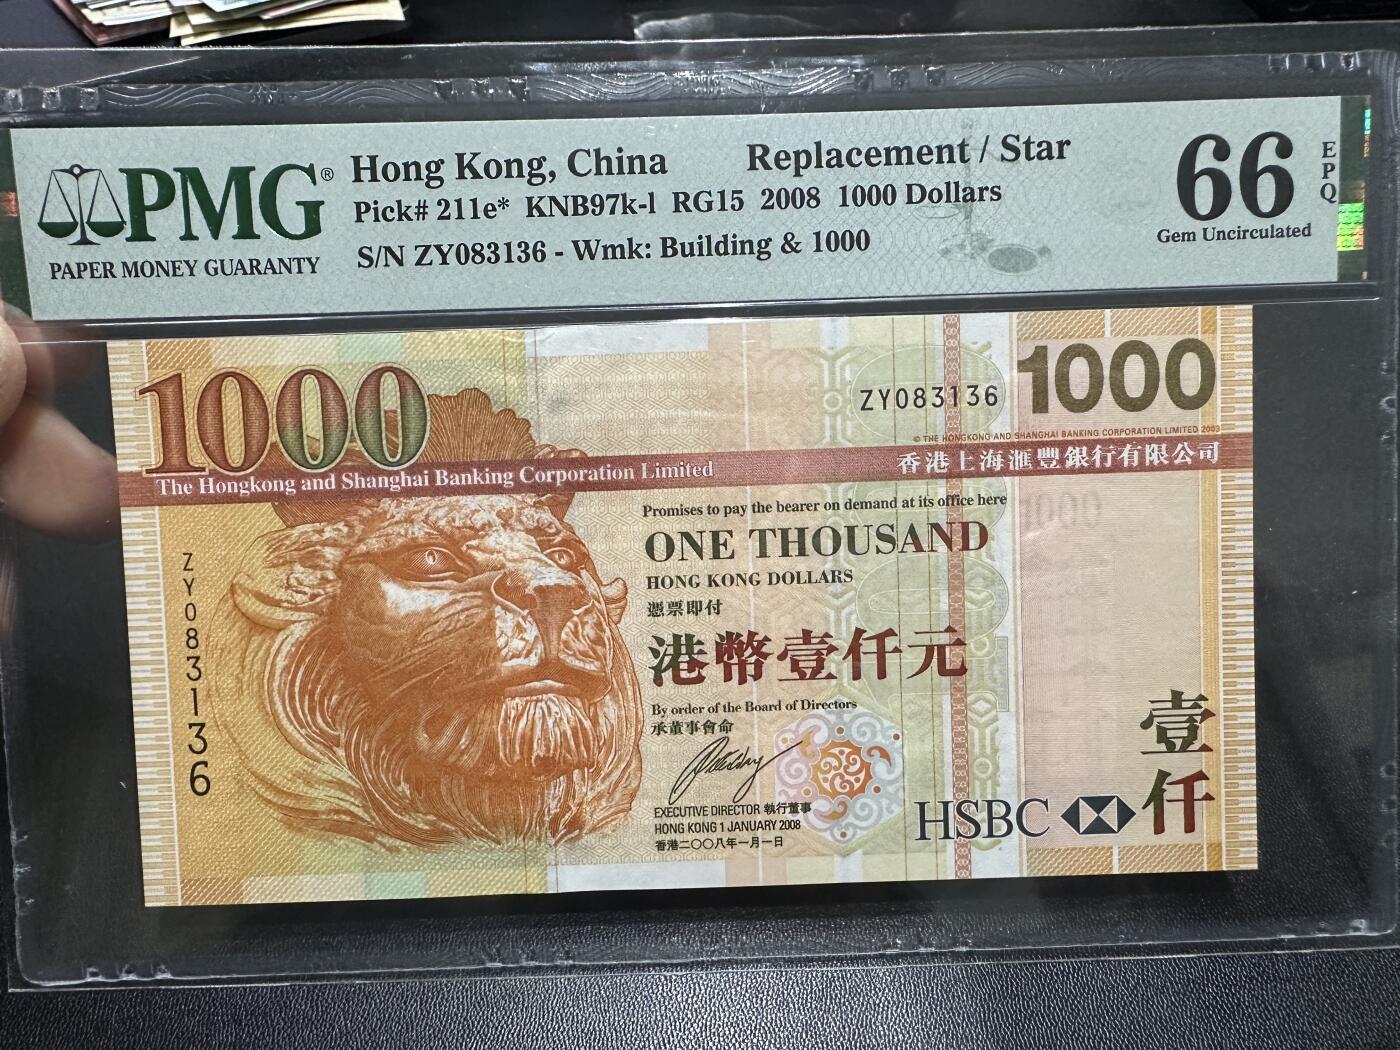 PMG®
PAPER MONEY GUARANTY
Hong Kong, China Replacement / Star
Pick# 211e* KNB97k-l RG15 2008 1000 Dollars
S/N ZY083136 - Wmk: Building & 1000
66 EPQ
Gem Uncirculated
1000
ZY083136
1000
© THE HONGKONG AND SHANGHAI BANKING CORPORATION LIMITED 2003
The Hongkong and Shanghai Banking Corporation Limited
香港上海滙豐銀行有限公司
Promises to pay the bearer on demand at its office here
ONE THOUSAND
HONG KONG DOLLARS
憑票即付
港幣壹仟元
By order of the Board of Directors
承董事會命
EXECUTIVE DIRECTOR 執行董事
HONG KONG 1 JANUARY 2008
香港二〇〇八年一月一日
ZY083136
HSBC
壹仟